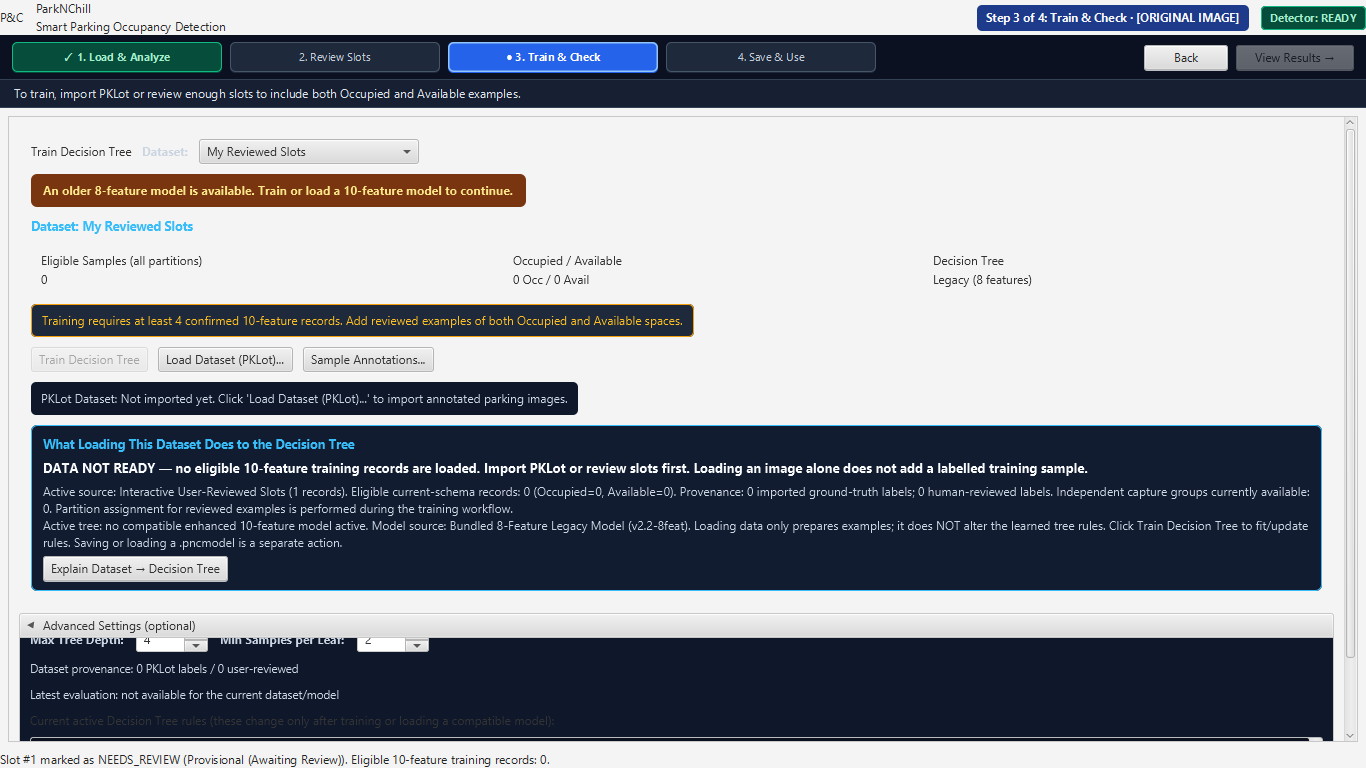 P&C
ParkNChill
Smart Parking Occupancy Detection
Step 3 of 4: Train & Check · [ORIGINAL IMAGE]
Detector: READY
✓ 1. Load & Analyze
2. Review Slots
● 3. Train & Check
4. Save & Use
Back
View Results →
To train, import PKLot or review enough slots to include both Occupied and Available examples.
Train Decision Tree
Dataset:
My Reviewed Slots
An older 8-feature model is available. Train or load a 10-feature model to continue.
Dataset: My Reviewed Slots
Eligible Samples (all partitions)
Occupied / Available
Decision Tree
0
0 Occ / 0 Avail
Legacy (8 features)
Training requires at least 4 confirmed 10-feature records. Add reviewed examples of both Occupied and Available spaces.
Train Decision Tree
Load Dataset (PKLot)...
Sample Annotations...
PKLot Dataset: Not imported yet. Click 'Load Dataset (PKLot)...' to import annotated parking images.
What Loading This Dataset Does to the Decision Tree
DATA NOT READY — no eligible 10-feature training records are loaded. Import PKLot or review slots first. Loading an image alone does not add a labelled training sample.
Active source: Interactive User-Reviewed Slots (1 records). Eligible current-schema records: 0 (Occupied=0, Available=0). Provenance: 0 imported ground-truth labels; 0 human-reviewed labels. Independent capture groups currently available:
0. Partition assignment for reviewed examples is performed during the training workflow.
Active tree: no compatible enhanced 10-feature model active. Model source: Bundled 8-Feature Legacy Model (v2.2-8feat). Loading data only prepares examples; it does NOT alter the learned tree rules. Click Train Decision Tree to fit/update
rules. Saving or loading a .pncmodel is a separate action.
Explain Dataset → Decision Tree
Advanced Settings (optional)
Max Tree Depth:
4
Min Samples per Leaf:
2
Dataset provenance: 0 PKLot labels / 0 user-reviewed
Latest evaluation: not available for the current dataset/model
Current active Decision Tree rules (these change only after training or loading a compatible model):
Slot #1 marked as NEEDS_REVIEW (Provisional (Awaiting Review)). Eligible 10-feature training records: 0.